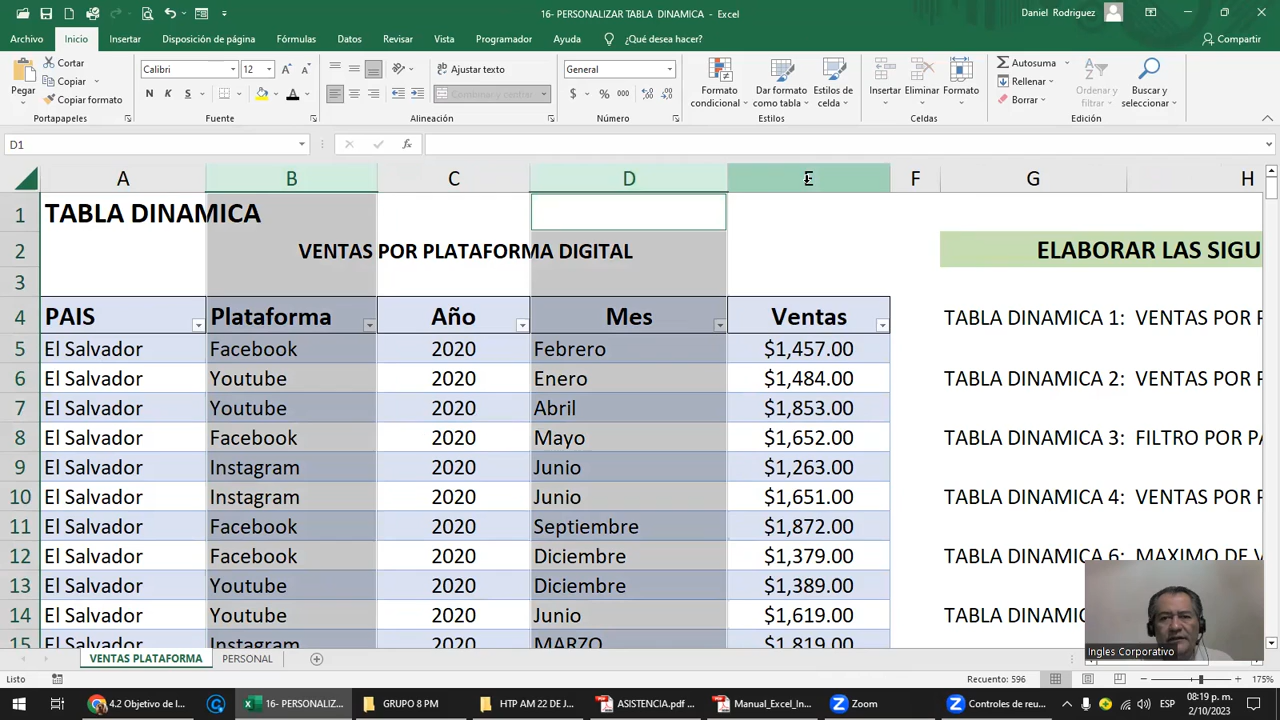 16- PERSONALIZAR TABLA DINAMICA - Excel
Daniel Rodriguez
Archivo Inicio Insertar Disposición de página Fórmulas Datos Revisar Vista Programador Ayuda ¿Qué desea hacer? Compartir
Pegar
Cortar
Copiar
Copiar formato
Portapapeles
Calibri 12
N K S
Fuente
Ajustar texto
Combinar y centrar
Alineación
General
$ % 000
Número
Formato condicional
Dar formato como tabla
Estilos de celda
Estilos
Insertar Eliminar Formato
Celdas
Autosuma
Rellenar
Borrar
Ordenar y filtrar
Buscar y seleccionar
Edición
D1
A B C D E F G H
1 TABLA DINAMICA
2 VENTAS POR PLATAFORMA DIGITAL ELABORAR LAS SIGU
3
4 PAIS Plataforma Año Mes Ventas TABLA DINAMICA 1: VENTAS POR
5 El Salvador Facebook 2020 Febrero $1,457.00
6 El Salvador Youtube 2020 Enero $1,484.00 TABLA DINAMICA 2: VENTAS POR
7 El Salvador Youtube 2020 Abril $1,853.00
8 El Salvador Facebook 2020 Mayo $1,652.00 TABLA DINAMICA 3: FILTRO POR PA
9 El Salvador Instagram 2020 Junio $1,263.00
10 El Salvador Instagram 2020 Junio $1,651.00 TABLA DINAMICA 4: VENTAS POR
11 El Salvador Facebook 2020 Septiembre $1,872.00
12 El Salvador Facebook 2020 Diciembre $1,379.00 TABLA DINAMICA 6: MAXIMO DE
13 El Salvador Youtube 2020 Diciembre $1,389.00
14 El Salvador Youtube 2020 Junio $1,619.00 TABLA DINAMIC
15 El Salvador Instagram 2020 MARZO $1,819.00
Ingles Corporativo
VENTAS PLATAFORMA PERSONAL
Listo Recuento: 596 175%
4.2 Objetivo de l...
16- PERSONALIZ...
GRUPO 8 PM
HTP AM 22 DE J...
ASISTENCIA.pdf ...
Manual_Excel_In...
Zoom
Controles de reu...
ESP
08:19 p. m.
2/10/2023